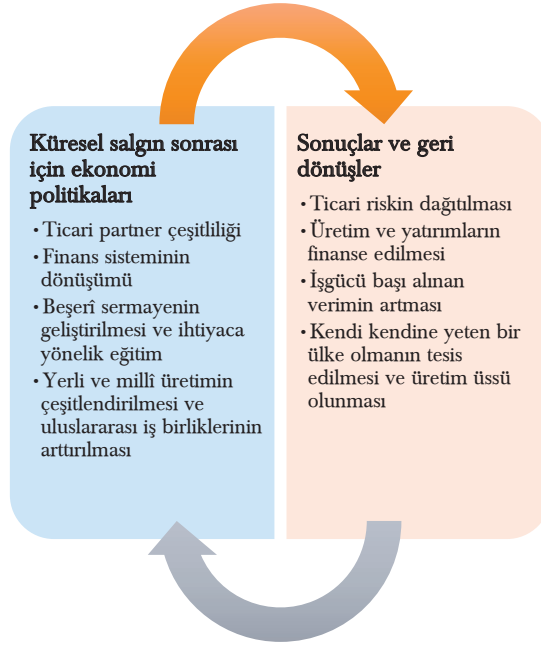 Küresel salgın sonrası
için ekonomi
politikaları
• Ticari partner çeşitliliği
• Finans sisteminin
dönüşümü
• Beşerî sermayenin
geliştirilmesi ve ihtiyaca
yönelik eğitim
• Yerli ve millî üretimin
çeşitlendirilmesi ve
uluslararası iş birliklerinin
arttırılması
Sonuçlar ve geri
dönüşler
• Ticari riskin dağıtılması
• Üretim ve yatırımların
finanse edilmesi
• İşgücü başı alınan
verimin artması
• Kendi kendine yeten bir
ülke olmanın tesis
edilmesi ve üretim üssü
olunması